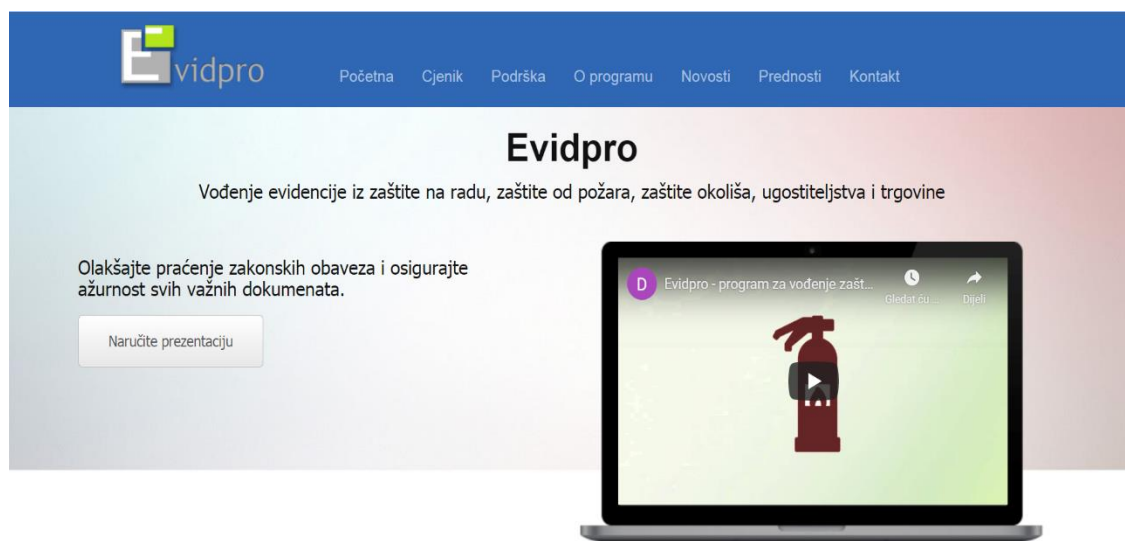 Evidpro
Početna Cjenik Podrška O programu Novosti Prednosti Kontakt
Evidpro
Vođenje evidencije iz zaštite na radu, zaštite od požara, zaštite okoliša, ugostiteljstva i trgovine
Olakšajte praćenje zakonskih obaveza i osigurajte
ažurnost svih važnih dokumenata.
Naručite prezentaciju
D Evidpro - program za vođenje zašt...
Gledat ću ... Dijeli